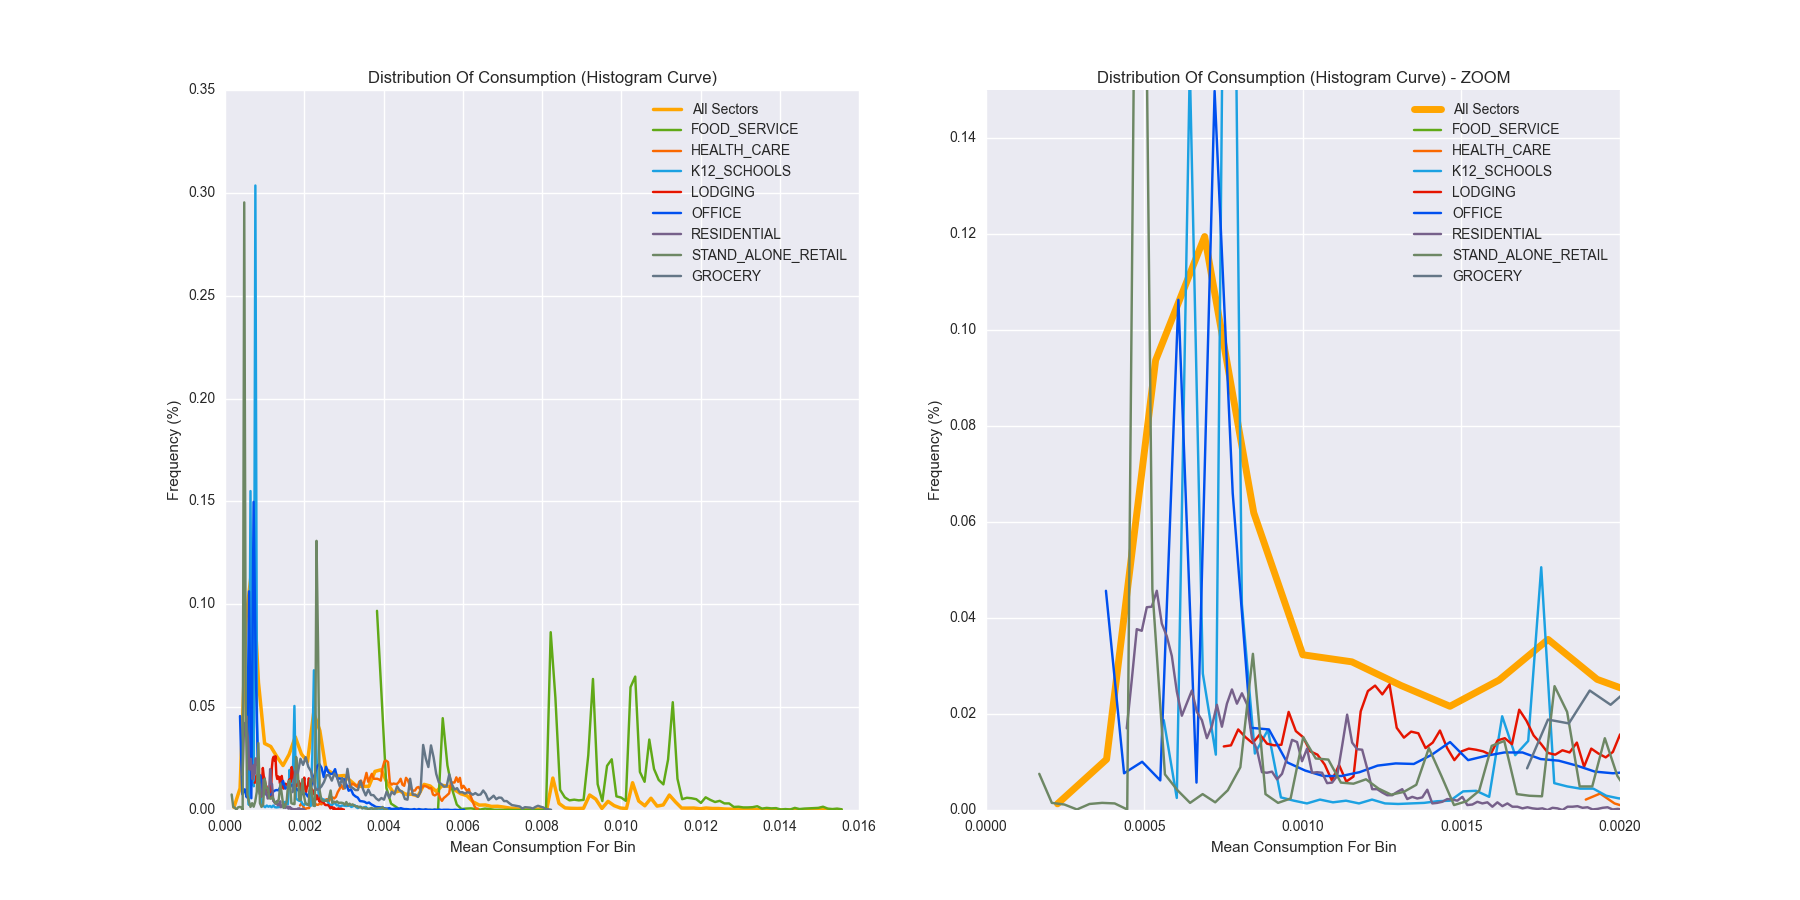 Distribution Of Consumption (Histogram Curve)
0.35
0.30
0.25
0.20
0.15
0.10
0.05
0.00
Frequency (%)
All Sectors
FOOD_SERVICE
HEALTH_CARE
K12_SCHOOLS
LODGING
OFFICE
RESIDENTIAL
STAND_ALONE_RETAIL
GROCERY
0.000 0.002 0.004 0.006 0.008 0.010 0.012 0.014 0.016
Mean Consumption For Bin
Distribution Of Consumption (Histogram Curve) - ZOOM
0.14
0.12
0.10
0.08
0.06
0.04
0.02
0.00
Frequency (%)
All Sectors
FOOD_SERVICE
HEALTH_CARE
K12_SCHOOLS
LODGING
OFFICE
RESIDENTIAL
STAND_ALONE_RETAIL
GROCERY
0.0000 0.0005 0.0010 0.0015 0.0020
Mean Consumption For Bin